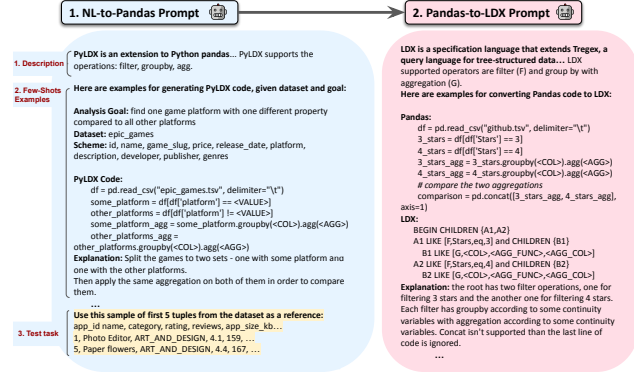 1. NL-to-Pandas Prompt
2. Pandas-to-LDX Prompt
1. Description
PyLDX is an extension to Python pandas... PyLDX supports the
operations: filter, groupby, agg.
2. Few-Shots
Examples
Here are examples for generating PyLDX code, given dataset and goal:
Analysis Goal: find one game platform with one different property
compared to all other platforms
Dataset: epic_games
Scheme: id, name, game_slug, price, release_date, platform,
description, developer, publisher, genres
PyLDX Code:
df = pd.read_csv("epic_games.tsv", delimiter="\t")
some_platform = df[df['platform'] == <VALUE>]
other_platforms = df[df['platform'] != <VALUE>]
some_platform_agg = some_platform.groupby(<COL>).agg(<AGG>)
other_platforms_agg =
other_platforms.groupby(<COL>).agg(<AGG>)
Explanation: Split the games to two sets - one with some platform and
one with the other platforms.
Then apply the same aggregation on both of them in order to compare
them.
...
3. Test task
Use this sample of first 5 tuples from the dataset as a reference:
app_id name, category, rating, reviews, app_size_kb...
1, Photo Editor, ART_AND_DESIGN, 4.1, 159, ...
5, Paper flowers, ART_AND_DESIGN, 4.4, 167, ...
LDX is a specification language that extends Tregex, a
query language for tree-structured data... LDX
supported operators are filter (F) and group by with
aggregation (G).
Here are examples for converting Pandas code to LDX:
Pandas:
df = pd.read_csv("github.tsv", delimiter="\t")
3_stars = df[df['Stars'] == 3]
4_stars = df[df['Stars'] == 4]
3_stars_agg = 3_stars.groupby(<COL>).agg(<AGG>)
4_stars_agg = 4_stars.groupby(<COL>).agg(<AGG>)
# compare the two aggregations
comparison = pd.concat([3_stars_agg, 4_stars_agg],
axis=1)
LDX:
BEGIN CHILDREN {A1,A2}
A1 LIKE [F,Stars,eq,3] and CHILDREN {B1}
B1 LIKE [G,<COL>,<AGG_FUNC>,<AGG_COL>]
A2 LIKE [F,Stars,eq,4] and CHILDREN {B2}
B2 LIKE [G,<COL>,<AGG_FUNC>,<AGG_COL>]
Explanation: the root has two filter operations, one for
filtering 3 stars and the another one for filtering 4 stars.
Each filter has groupby according to some continuity
variables with aggregation according to some continuity
variables. Concat isn't supported than the last line of
code is ignored.
...